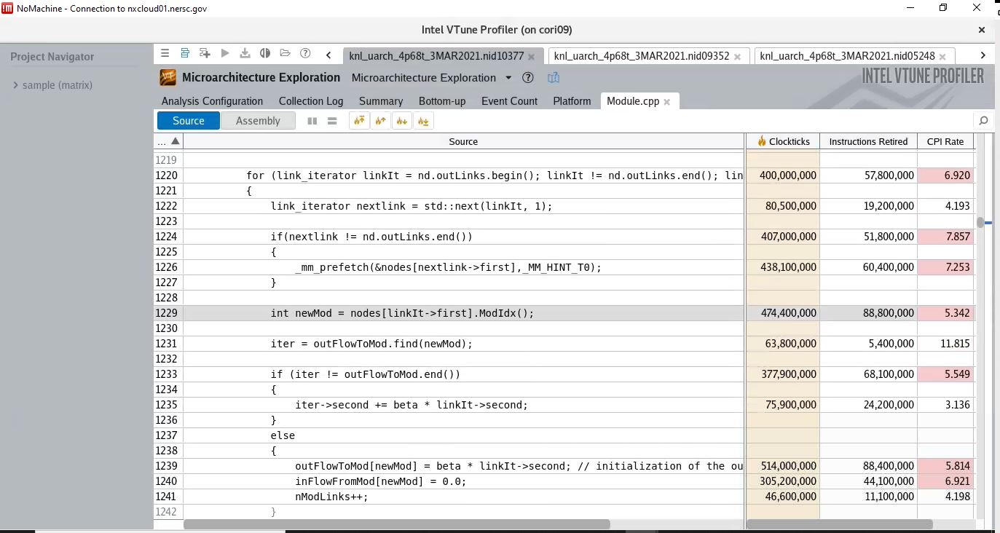 NoMachine - Connection to nxcloud01.nersc.gov
Intel VTune Profiler (on cori09)
Project Navigator
sample (matrix)
knl_uarch_4p68t_3MAR2021.nid10377 knl_uarch_4p68t_3MAR2021.nid09352 knl_uarch_4p68t_3MAR2021.nid05248
Microarchitecture Exploration Microarchitecture Exploration INTEL VTUNE PROFILER
Analysis Configuration Collection Log Summary Bottom-up Event Count Platform Module.cpp
Source Assembly
... Source Clockticks Instructions Retired CPI Rate
1219
1220 for (link_iterator linkIt = nd.outLinks.begin(); linkIt != nd.outLinks.end(); lin 400,000,000 57,800,000 6.920
1221 {
1222 link_iterator nextlink = std::next(linkIt, 1); 80,500,000 19,200,000 4.193
1223
1224 if(nextlink != nd.outLinks.end()) 407,000,000 51,800,000 7.857
1225 {
1226 _mm_prefetch(&nodes[nextlink->first],_MM_HINT_T0); 438,100,000 60,400,000 7.253
1227 }
1228
1229 int newMod = nodes[linkIt->first].ModIdx(); 474,400,000 88,800,000 5.342
1230
1231 iter = outFlowToMod.find(newMod); 63,800,000 5,400,000 11.815
1232
1233 if (iter != outFlowToMod.end()) 377,900,000 68,100,000 5.549
1234 {
1235 iter->second += beta * linkIt->second; 75,900,000 24,200,000 3.136
1236 }
1237 else
1238 {
1239 outFlowToMod[newMod] = beta * linkIt->second; // initialization of the ou 514,000,000 88,400,000 5.814
1240 inFlowFromMod[newMod] = 0.0; 305,200,000 44,100,000 6.921
1241 nModLinks++; 46,600,000 11,100,000 4.198
1242 }